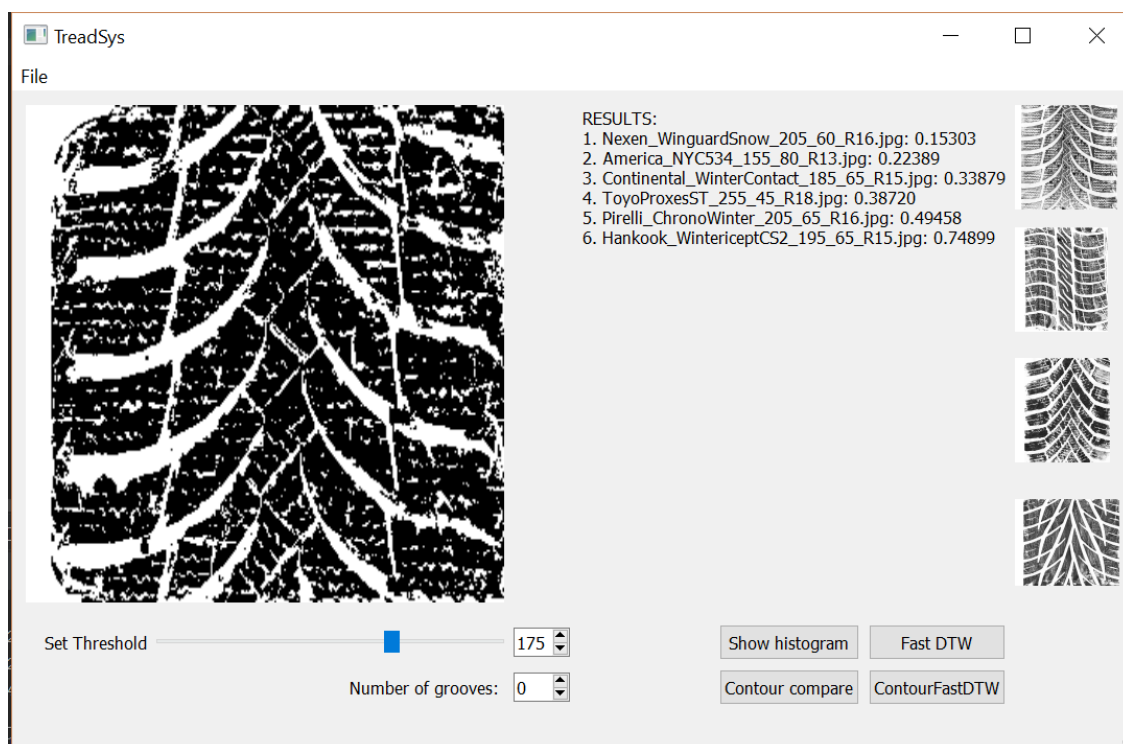 TreadSys
File
RESULTS:
1. Nexen_WinguardSnow_205_60_R16.jpg: 0.15303
2. America_NYC534_155_80_R13.jpg: 0.22389
3. Continental_WinterContact_185_65_R15.jpg: 0.33879
4. ToyoProxesST_255_45_R18.jpg: 0.38720
5. Pirelli_ChronoWinter_205_65_R16.jpg: 0.49458
6. Hankook_WintericeptCS2_195_65_R15.jpg: 0.74899
Set Threshold 175 Show histogram Fast DTW
Number of grooves: 0 Contour compare ContourFastDTW